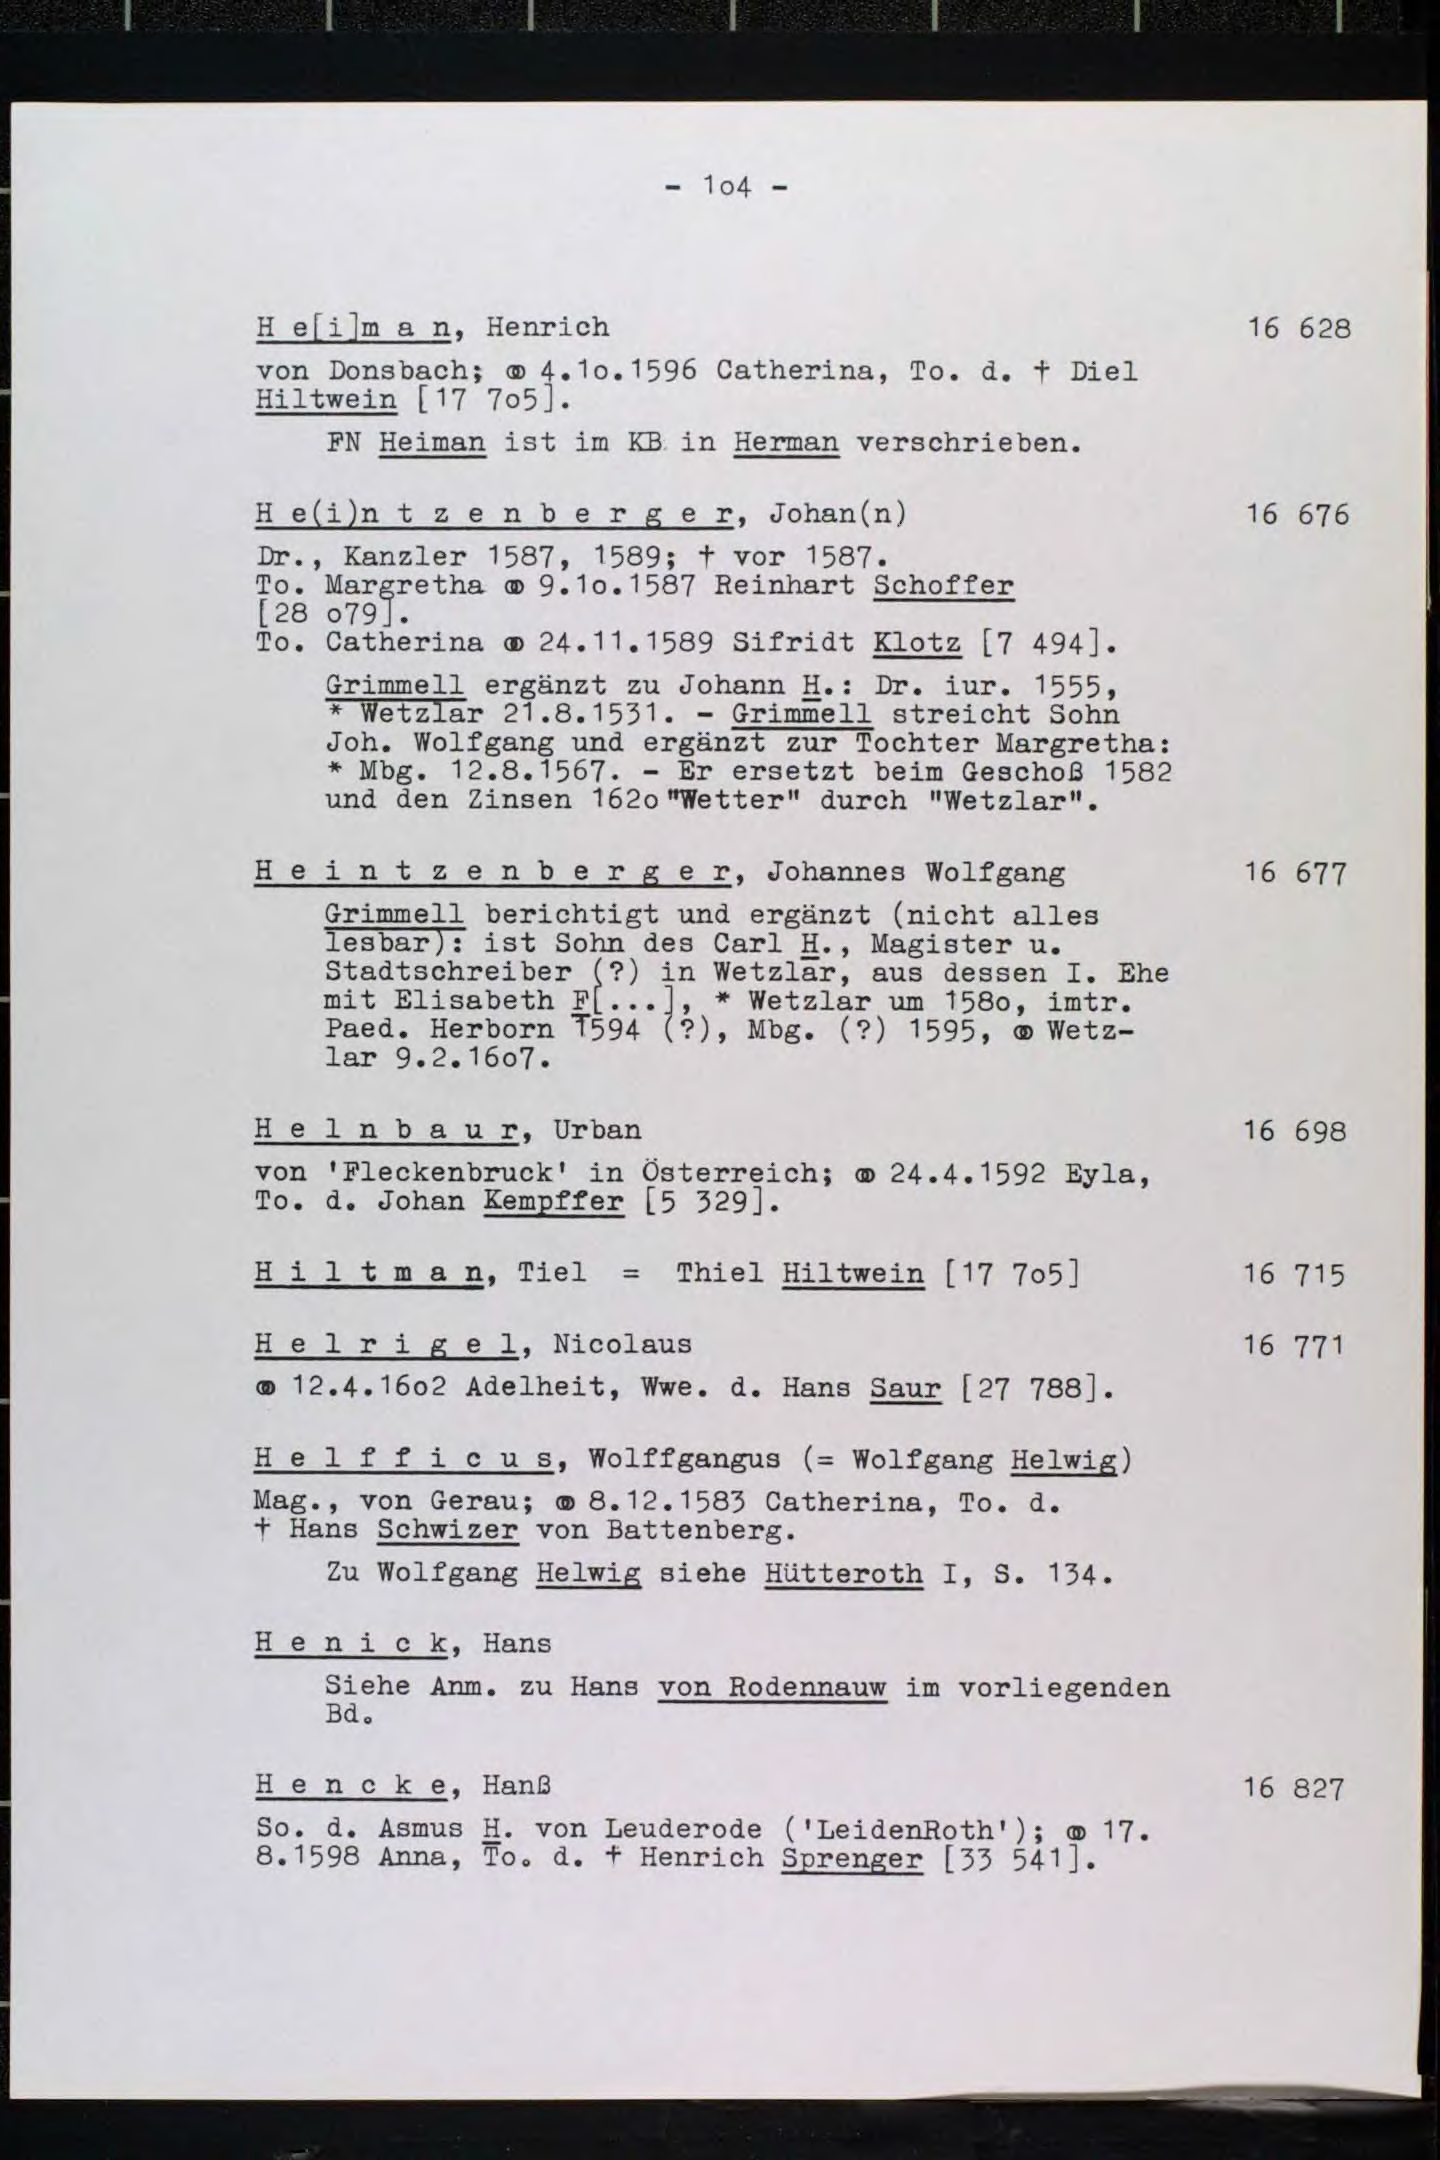 - 1o4 -
H e[i]m a n, Henrich 16 628
von Donsbach; ⚭ 4.1o.1596 Catherina, To. d. † Diel
Hiltwein [17 7o5].
FN Heiman ist im KB in Herman verschrieben.
H e(i)n t z e n b e r g e r, Johan(n) 16 676
Dr., Kanzler 1587, 1589; † vor 1587.
To. Margretha ⚭ 9.1o.1587 Reinhart Schoffer
[28 o79].
To. Catherina ⚭ 24.11.1589 Sifridt Klotz [7 494].
Grimmell ergänzt zu Johann H.: Dr. iur. 1555,
* Wetzlar 21.8.1531. - Grimmell streicht Sohn
Joh. Wolfgang und ergänzt zur Tochter Margretha:
* Mbg. 12.8.1567. - Er ersetzt beim Geschoß 1582
und den Zinsen 162o "Wetter" durch "Wetzlar".
H e i n t z e n b e r g e r, Johannes Wolfgang 16 677
Grimmell berichtigt und ergänzt (nicht alles
lesbar): ist Sohn des Carl H., Magister u.
Stadtschreiber (?) in Wetzlar, aus dessen I. Ehe
mit Elisabeth F[...], * Wetzlar um 158o, imtr.
Paed. Herborn 1594 (?), Mbg. (?) 1595, ⚭ Wetz-
lar 9.2.16o7.
H e l n b a u r, Urban 16 698
von 'Fleckenbruck' in Österreich; ⚭ 24.4.1592 Eyla,
To. d. Johan Kempffer [5 329].
H i l t m a n, Tiel = Thiel Hiltwein [17 7o5] 16 715
H e l r i g e l, Nicolaus 16 771
⚭ 12.4.16o2 Adelheit, Wwe. d. Hans Saur [27 788].
H e l f f i c u s, Wolffgangus (= Wolfgang Helwig)
Mag., von Gerau; ⚭ 8.12.1583 Catherina, To. d.
† Hans Schwizer von Battenberg.
Zu Wolfgang Helwig siehe Hütteroth I, S. 134.
H e n i c k, Hans
Siehe Anm. zu Hans von Rodennauw im vorliegenden
Bd.
H e n c k e, Hanß 16 827
So. d. Asmus H. von Leuderode ('LeidenRoth'); ⚭ 17.
8.1598 Anna, To. d. † Henrich Sprenger [33 541].